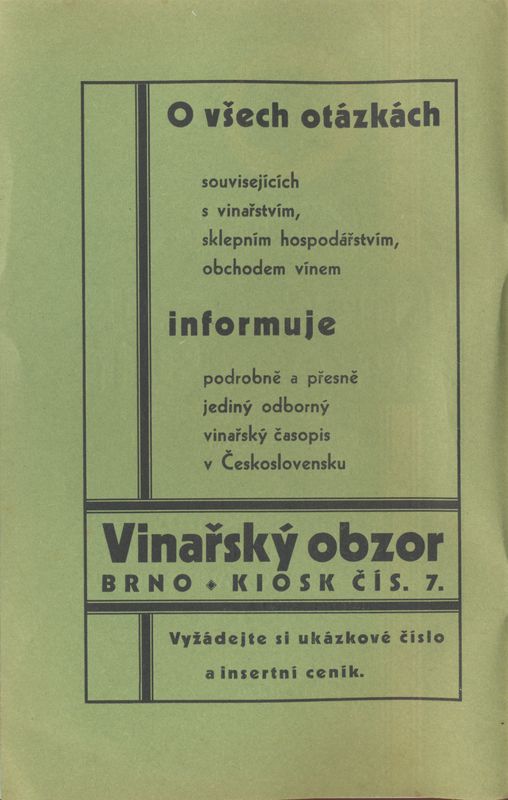 O všech otázkách
souvisejících
s vinařstvím,
sklepním hospodářstvím,
obchodem vínem
informuje
podrobně a přesně
jediný odborný
vinařský časopis
v Československu
Vinařský obzor
BRNO ◆ KIOSK ČÍS. 7.
Vyžádejte si ukázkové číslo
a insertní ceník.